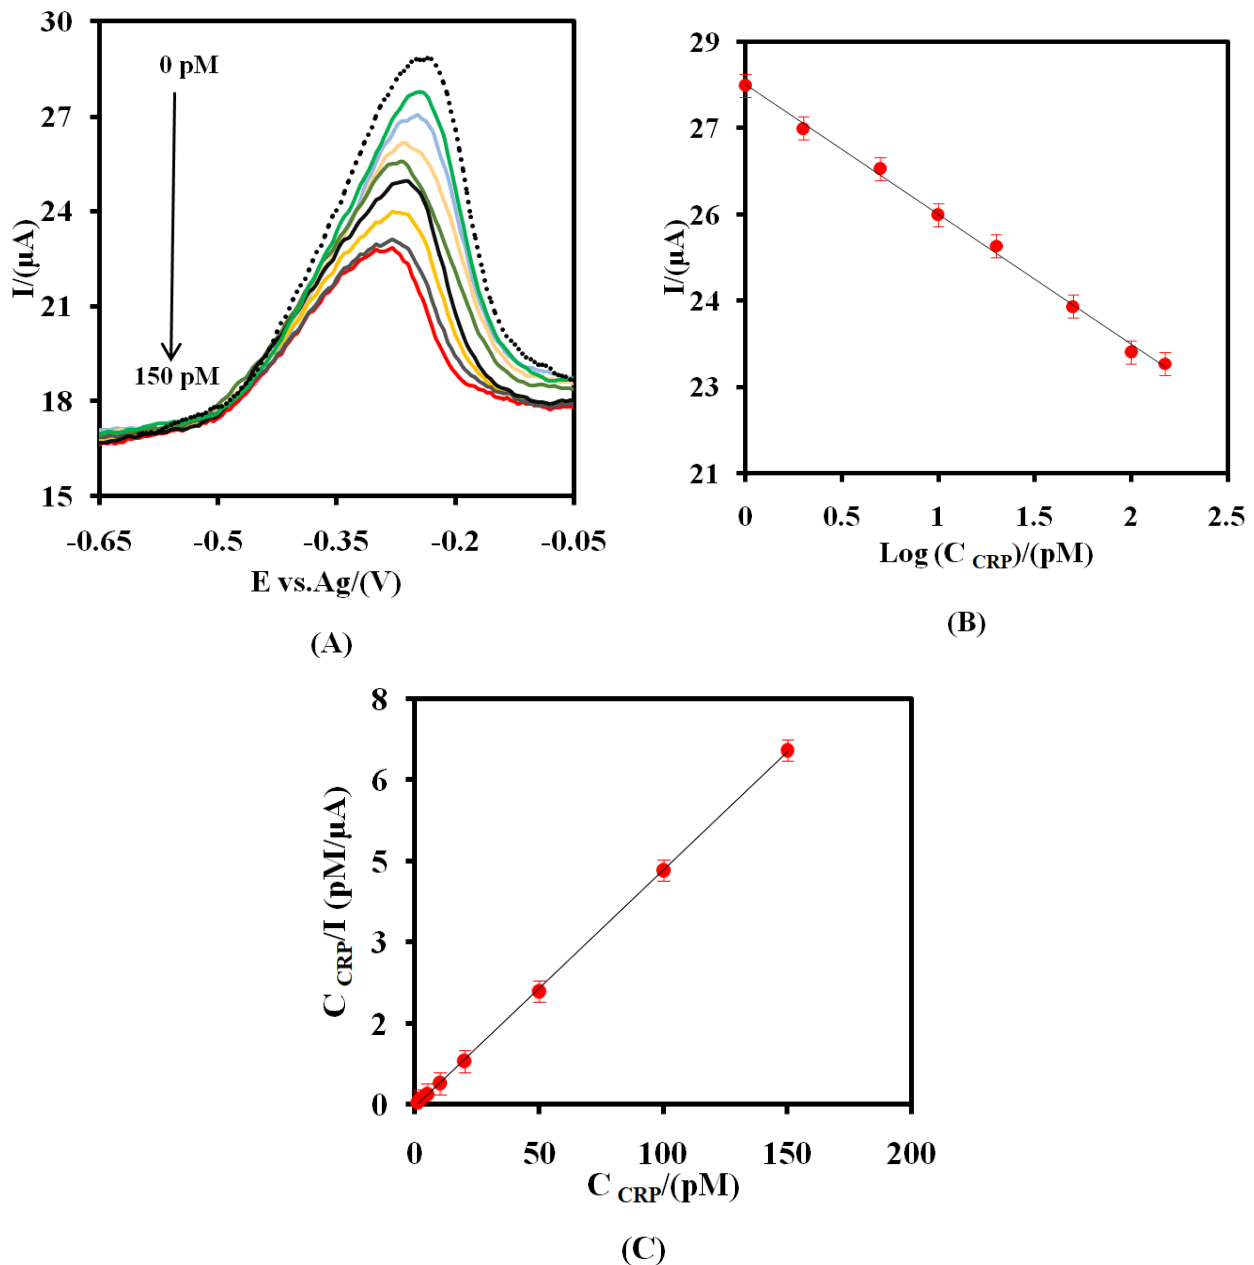 30
27
24
21
18
15
I/(µA)
0 pM
150 pM
-0.65 -0.5 -0.35 -0.2 -0.05
E vs.Ag/(V)
(A)
29
27
26
24
23
21
I/(µA)
0 0.5 1 1.5 2 2.5
Log (C CRP)/(pM)
(B)
8
6
5
3
2
0
C CRP/I (pM/µA)
0 50 100 150 200
C CRP/(pM)
(C)